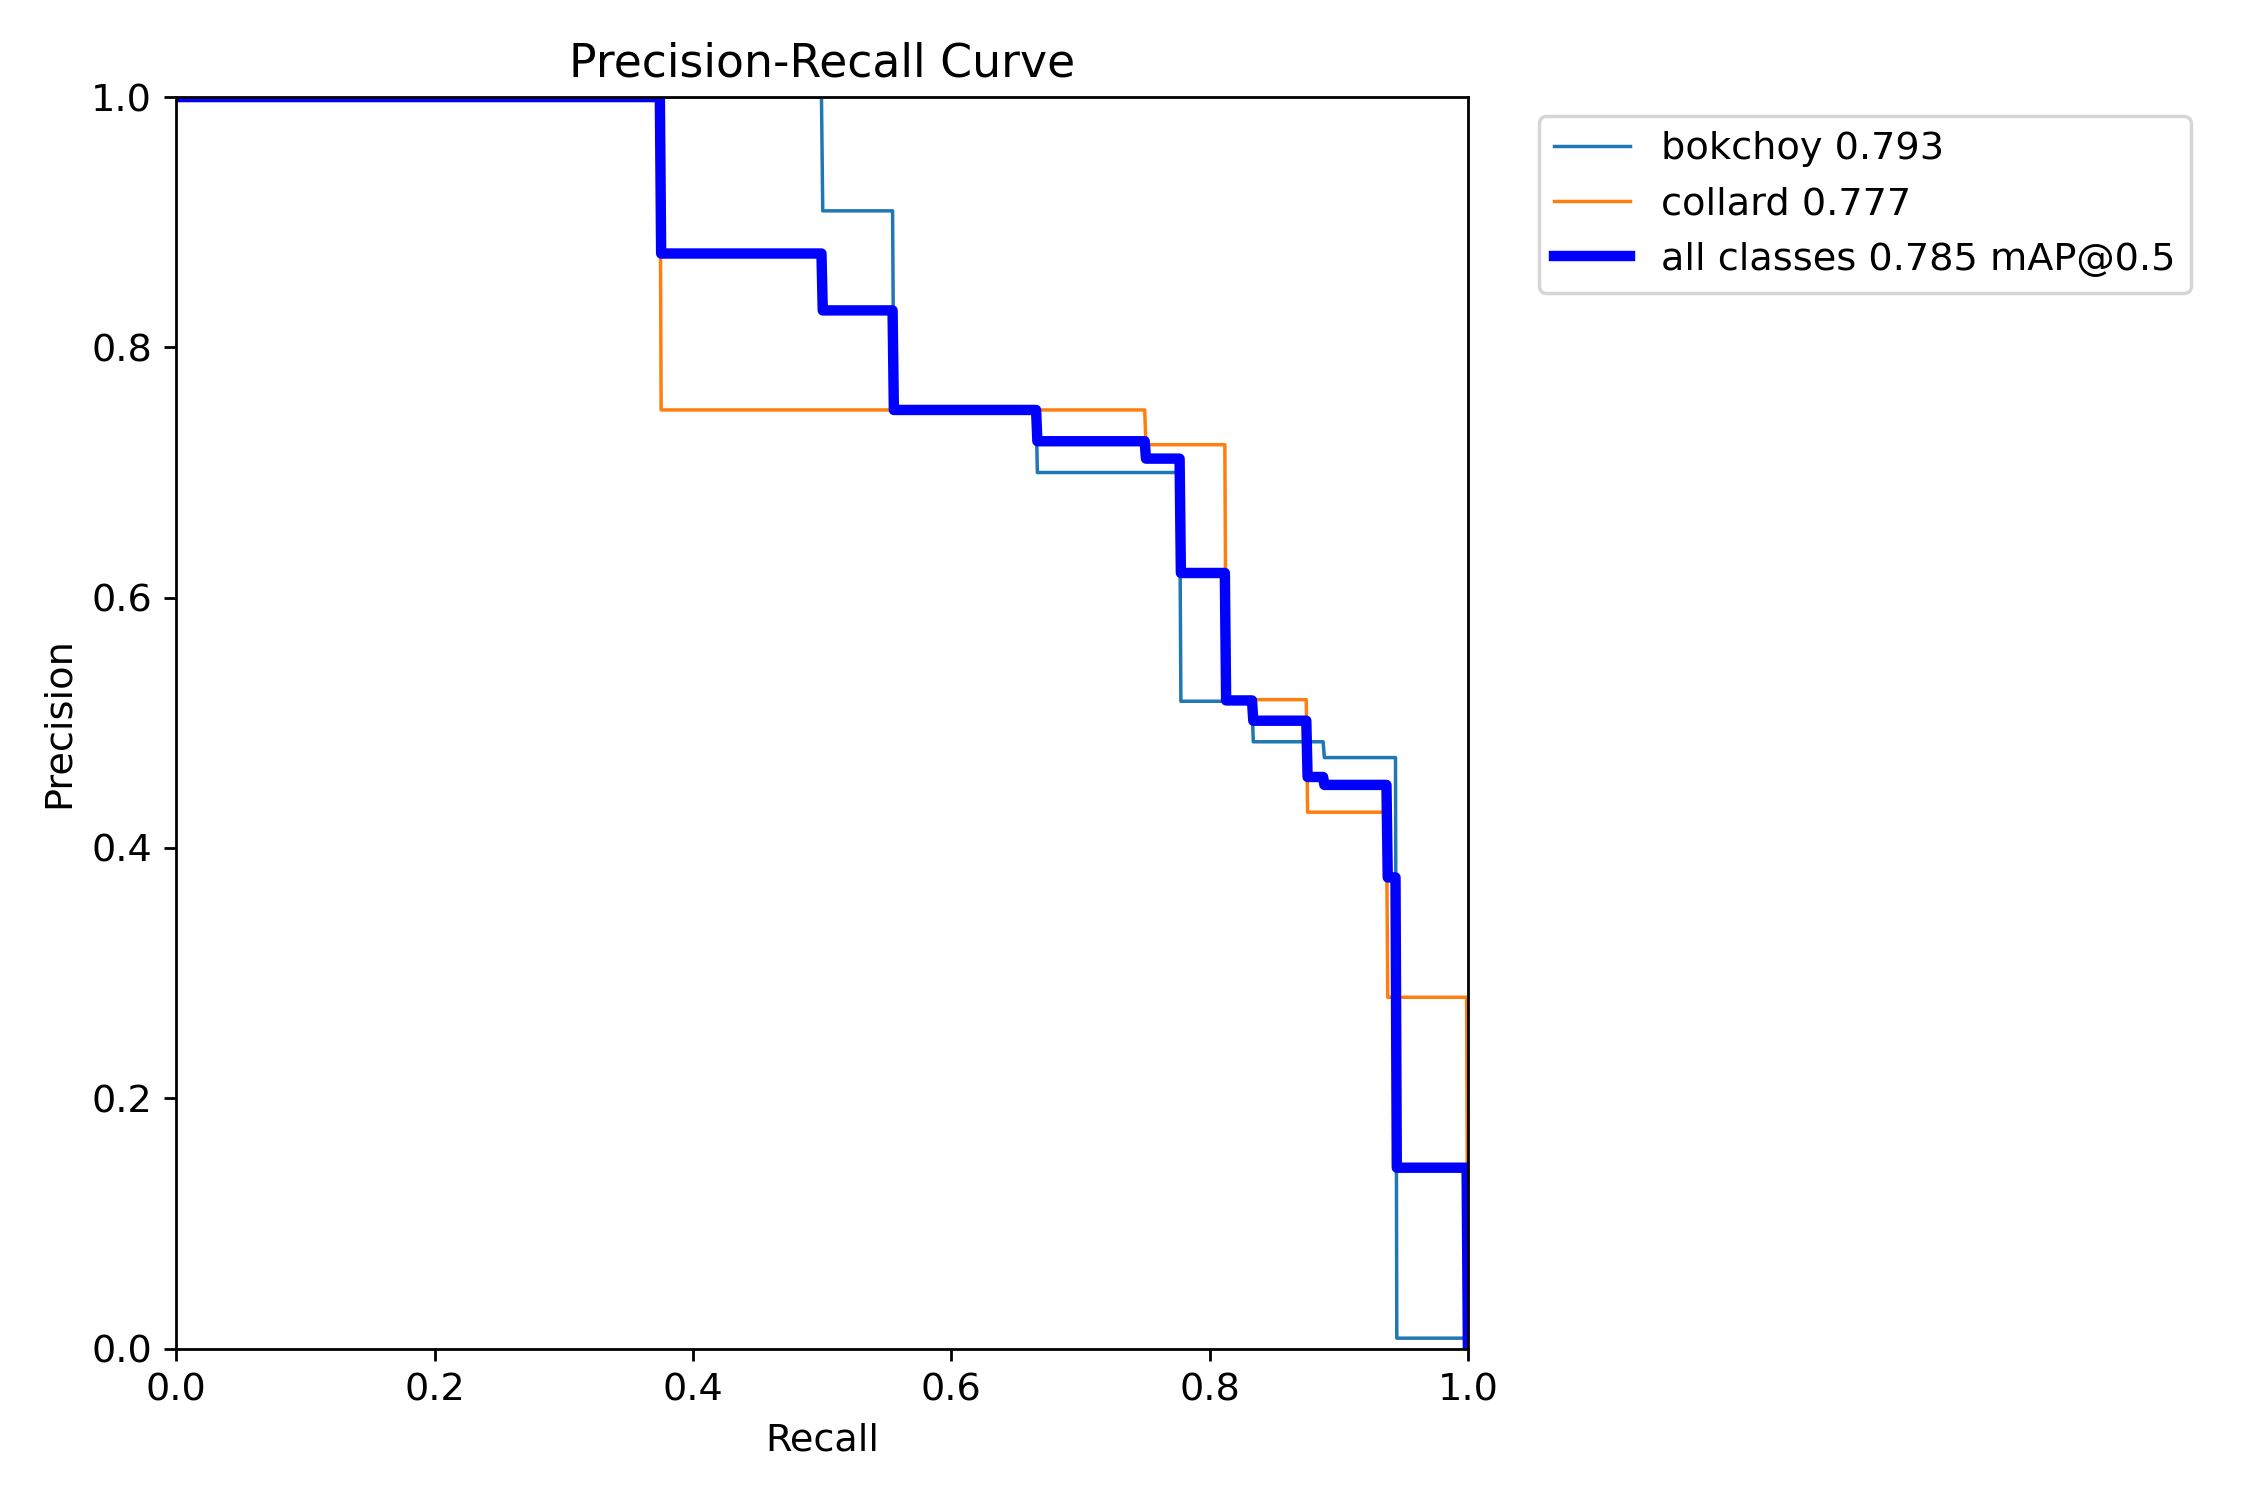 Precision-Recall Curve
1.0
0.8
0.6
0.4
0.2
0.0
Precision
0.0 0.2 0.4 0.6 0.8 1.0
Recall
bokchoy 0.793
collard 0.777
all classes 0.785 mAP@0.5